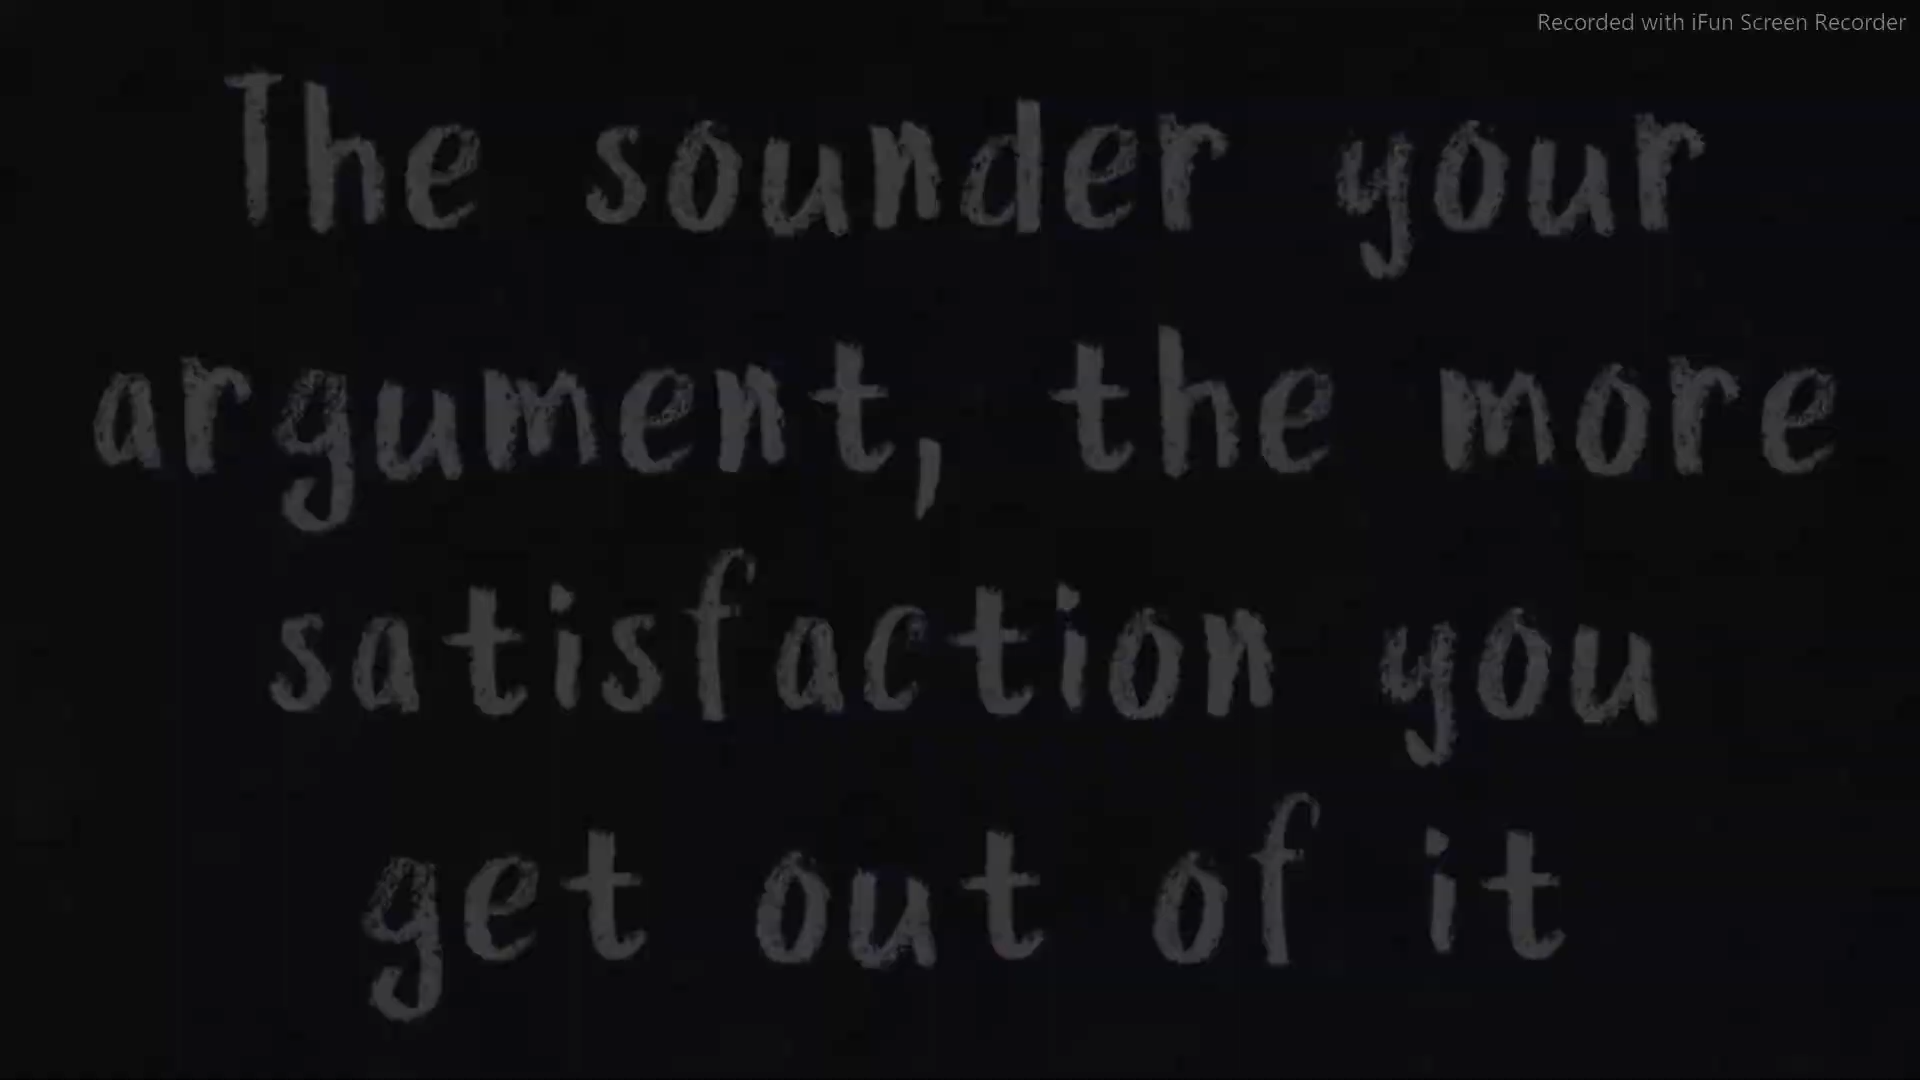 Recorded with iFun Screen Recorder
The sounder your
argument, the more
satisfaction you
get out of it